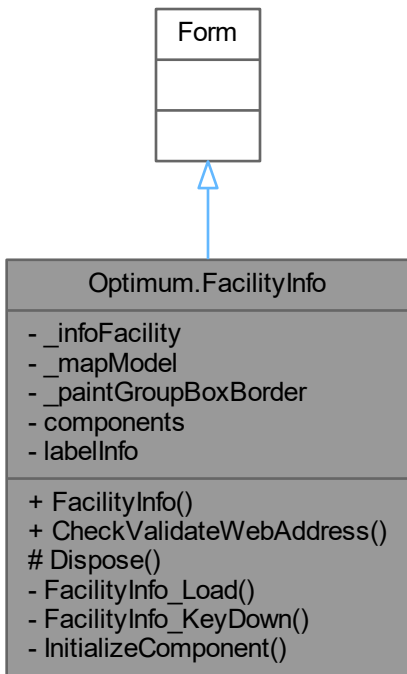 Form
Optimum.FacilityInfo
- _infoFacility
- _mapModel
- _paintGroupBoxBorder
- components
- labelInfo
+ FacilityInfo()
+ CheckValidateWebAddress()
# Dispose()
- FacilityInfo_Load()
- FacilityInfo_KeyDown()
- InitializeComponent()